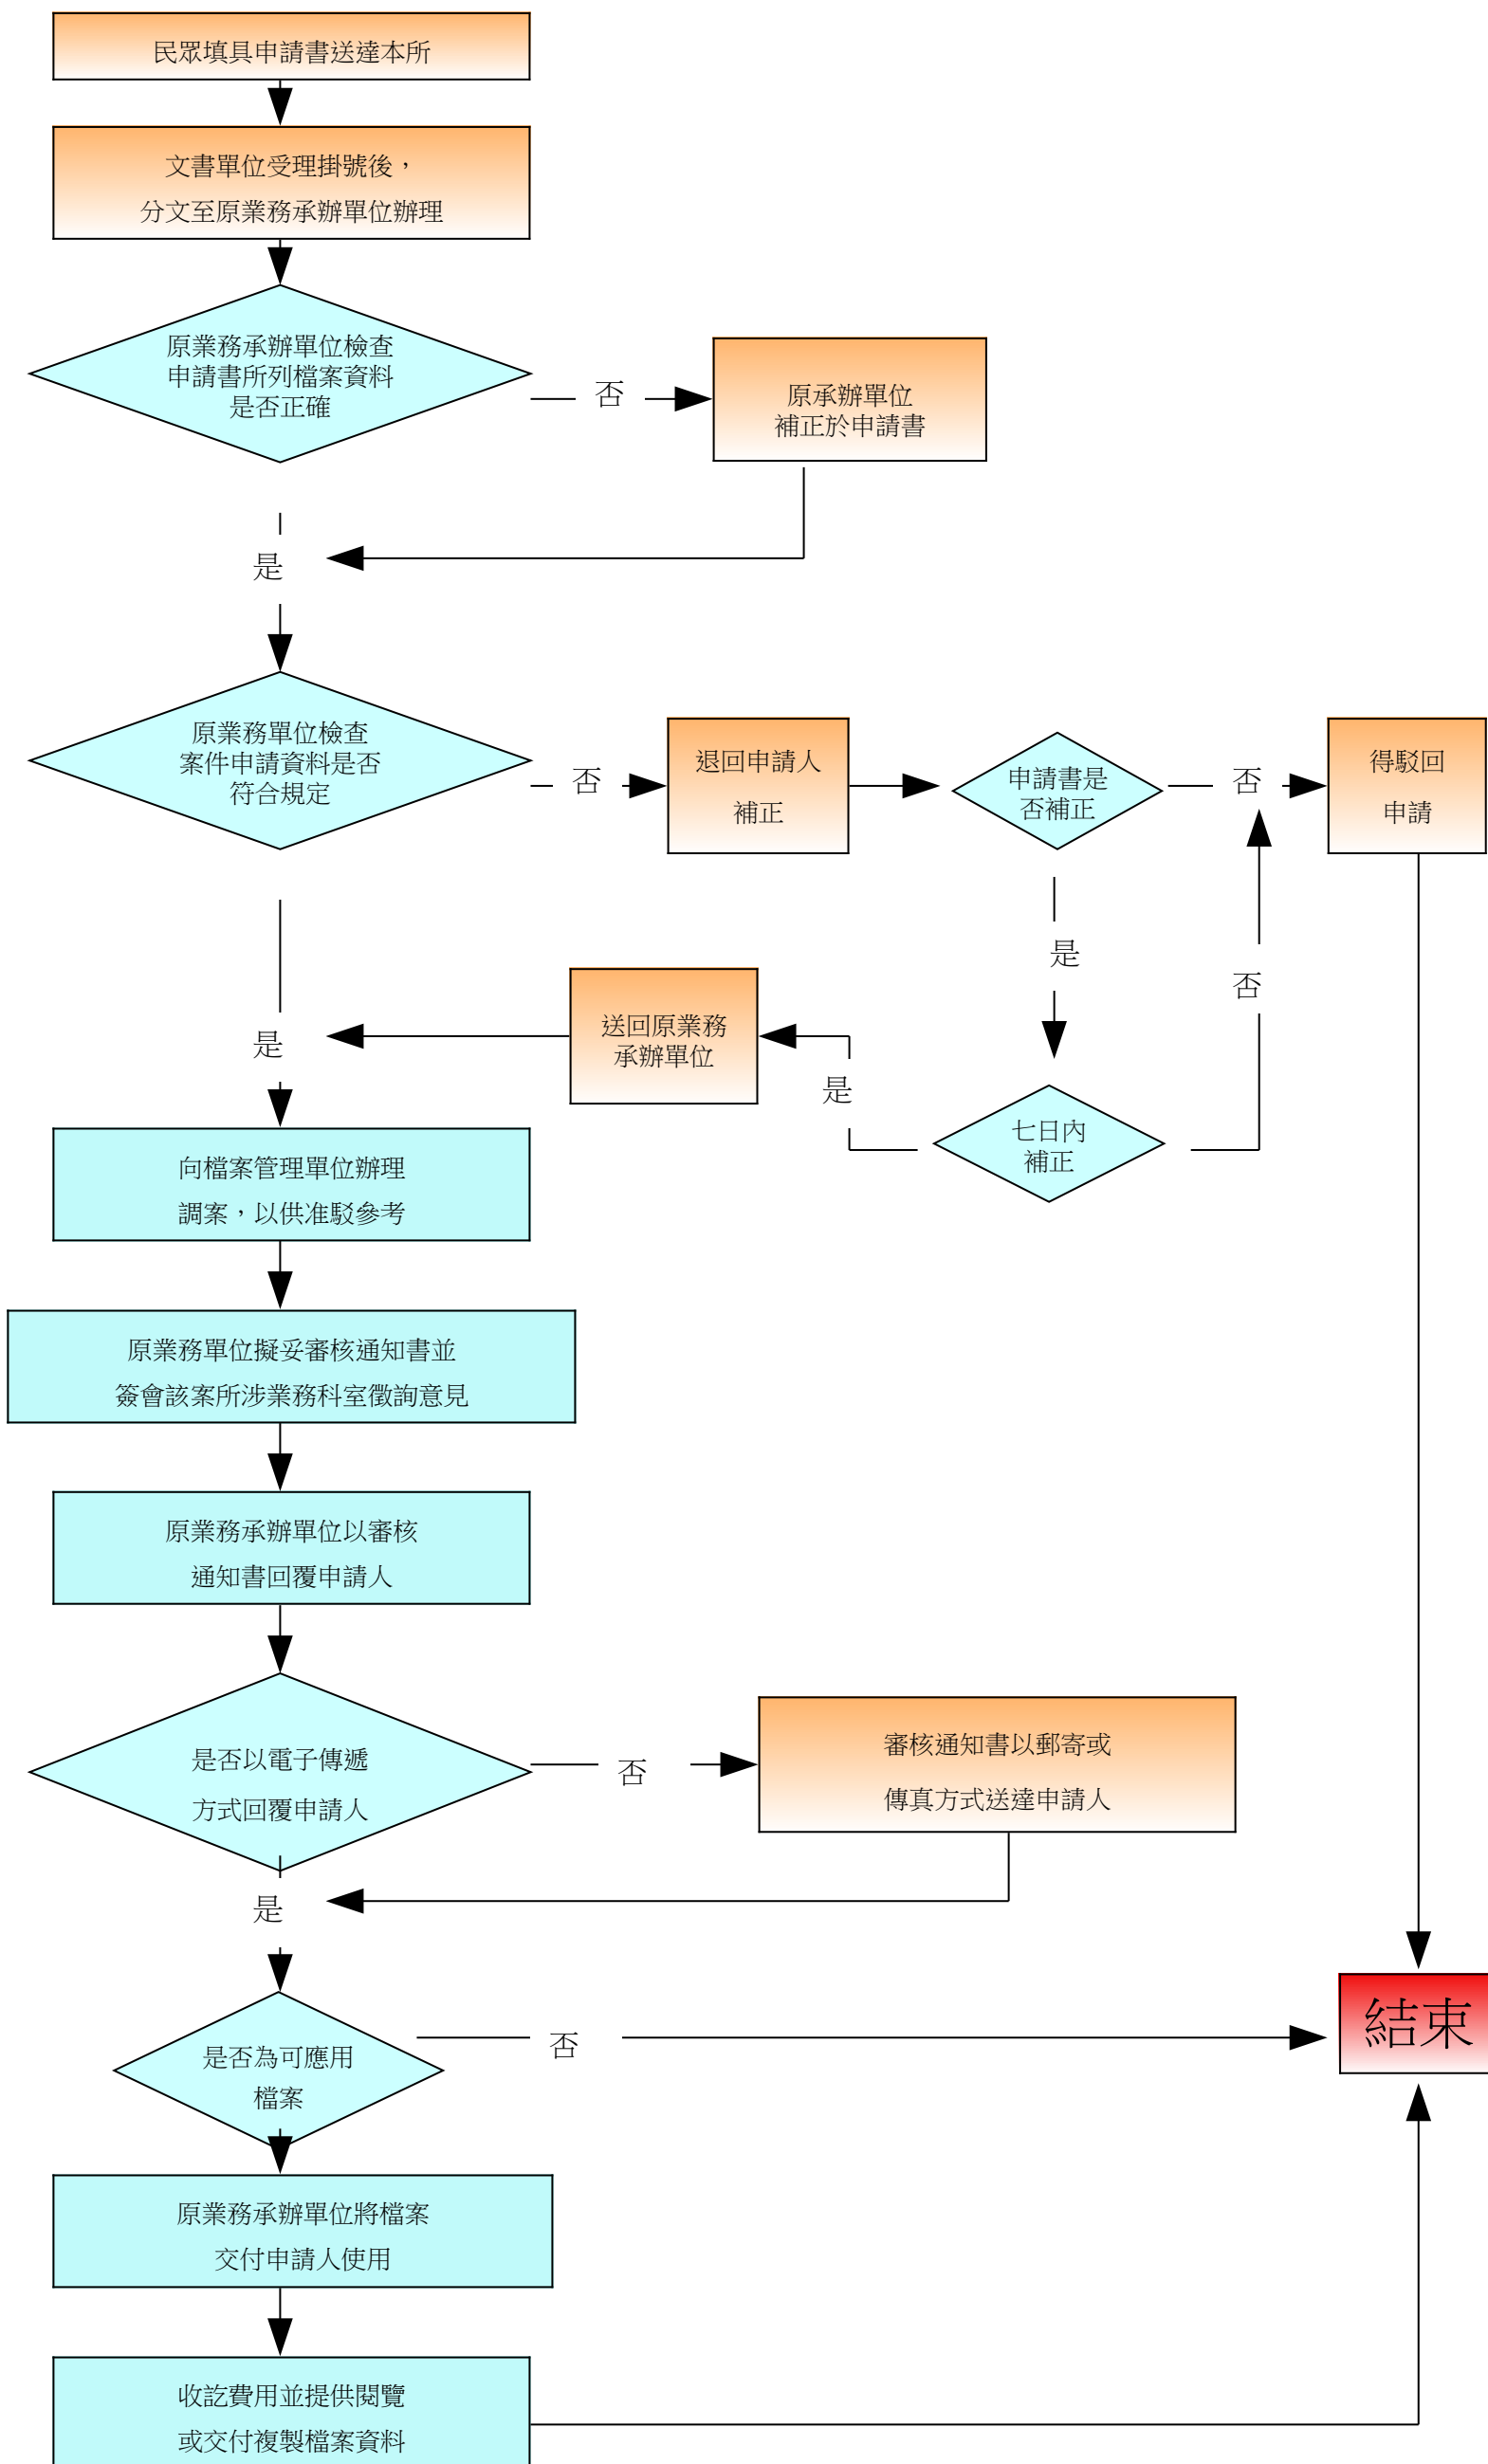 民眾填具申請書送達本所
文書單位受理掛號後，
分文至原業務承辦單位辦理
原業務承辦單位檢查
申請書所列檔案資料
是否正確
否
原承辦單位
補正於申請書
是
原業務單位檢查
案件申請資料是否
符合規定
否
退回申請人
補正
申請書是
否補正
否
得駁回
申請
是
否
送回原業務
承辦單位
是
是
七日內
補正
向檔案管理單位辦理
調案，以供准駁參考
原業務單位擬妥審核通知書並
簽會該案所涉業務科室徵詢意見
原業務承辦單位以審核
通知書回覆申請人
是否以電子傳遞
方式回覆申請人
否
審核通知書以郵寄或
傳真方式送達申請人
是
是否為可應用
檔案
否
結束
原業務承辦單位將檔案
交付申請人使用
收訖費用並提供閱覽
或交付複製檔案資料